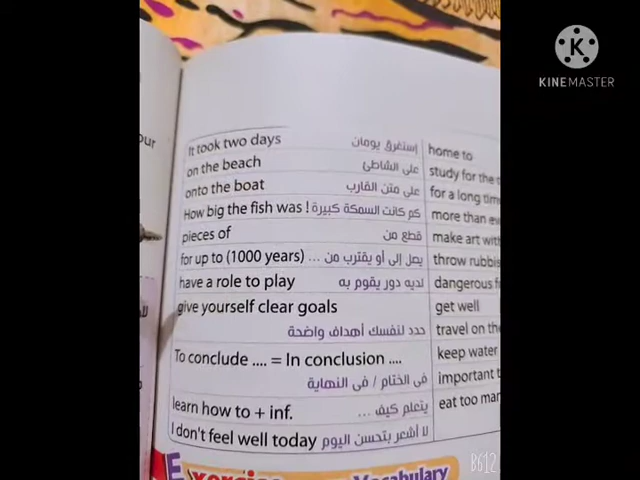 K
KINEMASTER
our
It took two days إستغرق يومان
on the beach على الشاطئ
onto the boat على متن القارب
How big the fish was ! كم كانت السمكة كبيرة
pieces of قطع من
for up to (1000 years) يصل إلى أو يقترب من ...
have a role to play لديه دور يقوم به
give yourself clear goals
حدد لنفسك أهداف واضحة
To conclude .... = In conclusion ....
فى الختام / فى النهاية
learn how to + inf. يتعلم كيف ...
I don't feel well today لا أشعر بتحسن اليوم
home to
study for the
for a long time
more than
make art with
throw rubbis
dangerous
get well
travel on the
keep water
important
eat too
Exercise Vocabulary
B612